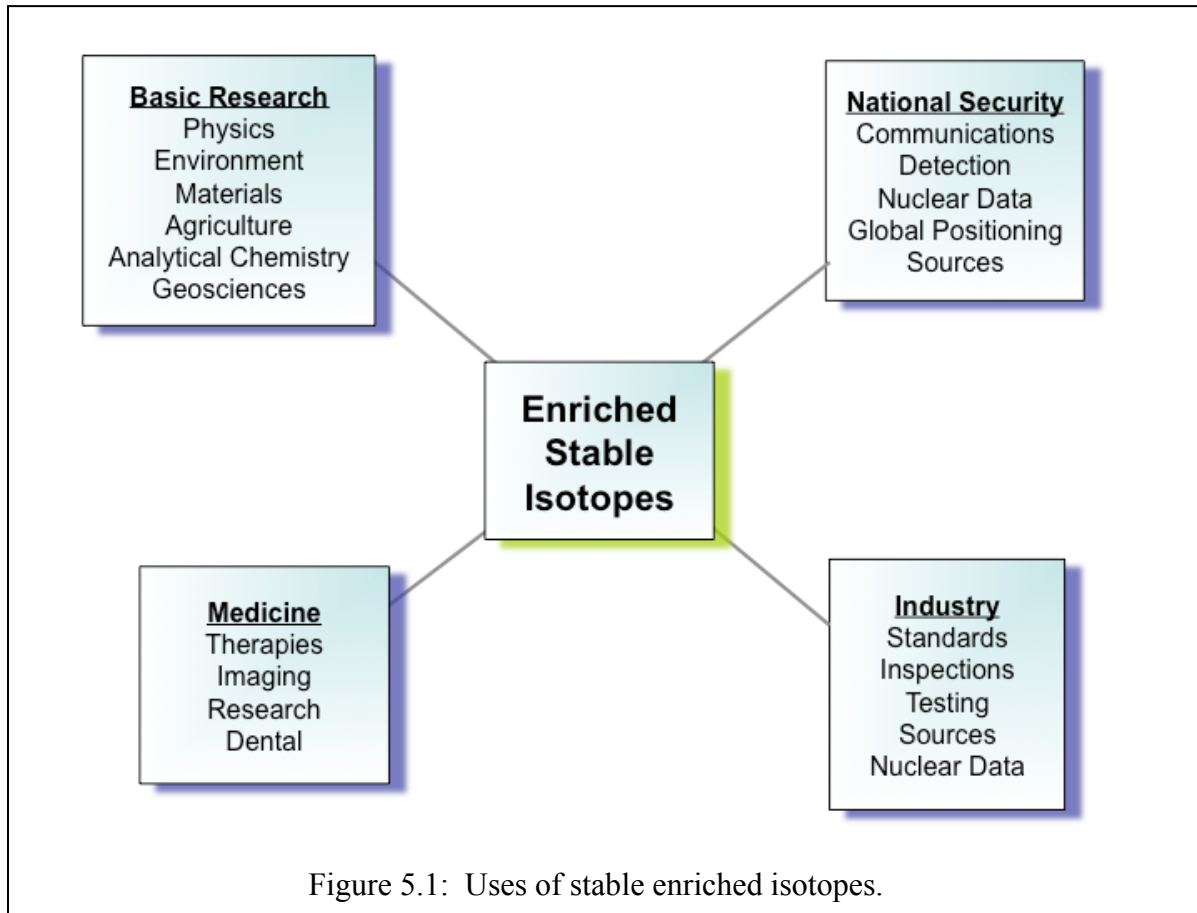 Basic Research
Physics
Environment
Materials
Agriculture
Analytical Chemistry
Geosciences
National Security
Communications
Detection
Nuclear Data
Global Positioning
Sources
Enriched
Stable
Isotopes
Medicine
Therapies
Imaging
Research
Dental
Industry
Standards
Inspections
Testing
Sources
Nuclear Data
Figure 5.1:  Uses of stable enriched isotopes.